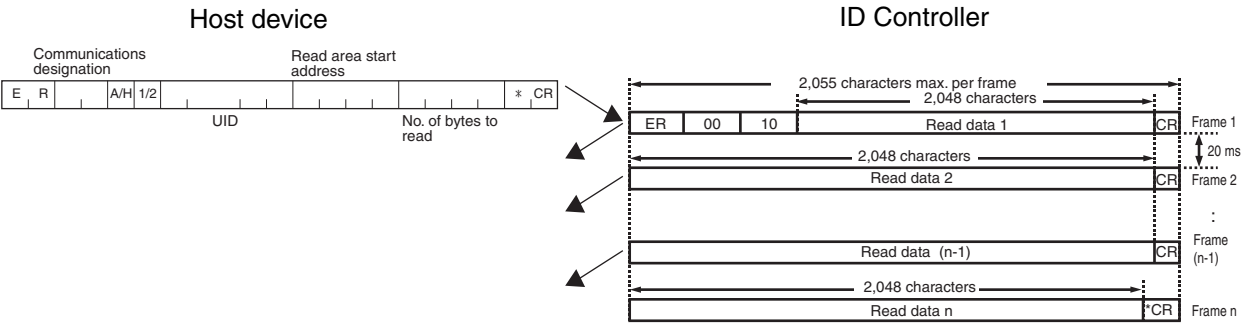 Host device
ID Controller
Communications
designation
Read area start
address
E R A/H 1/2 * CR
UID
No. of bytes to
read
2,055 characters max. per frame
2,048 characters
ER 00 10 Read data 1 CR Frame 1
20 ms
2,048 characters
Read data 2 CR Frame 2
:
Read data (n-1) CR Frame
(n-1)
2,048 characters
Read data n *CR Frame n